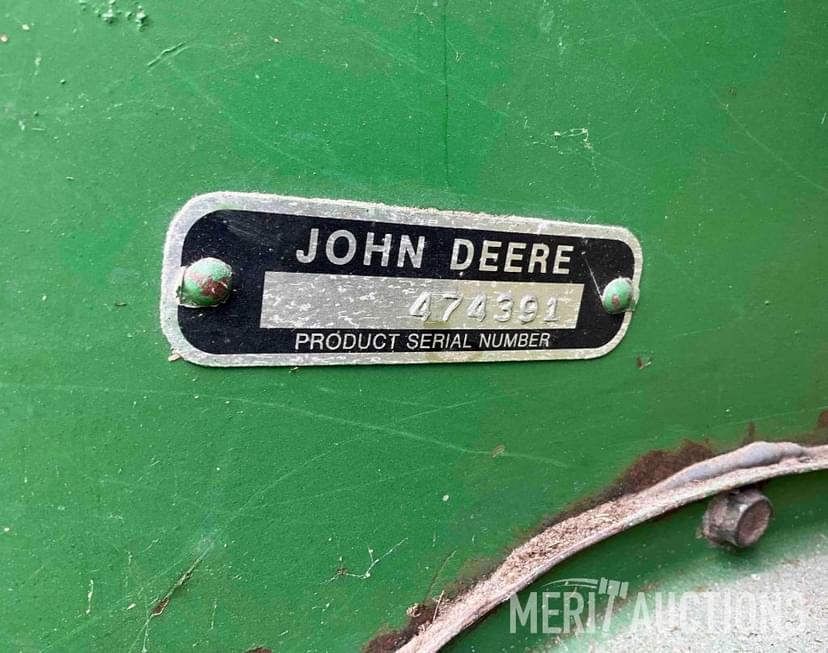 JOHN DEERE
474391
PRODUCT SERIAL NUMBER
MERIT AUCTIONS